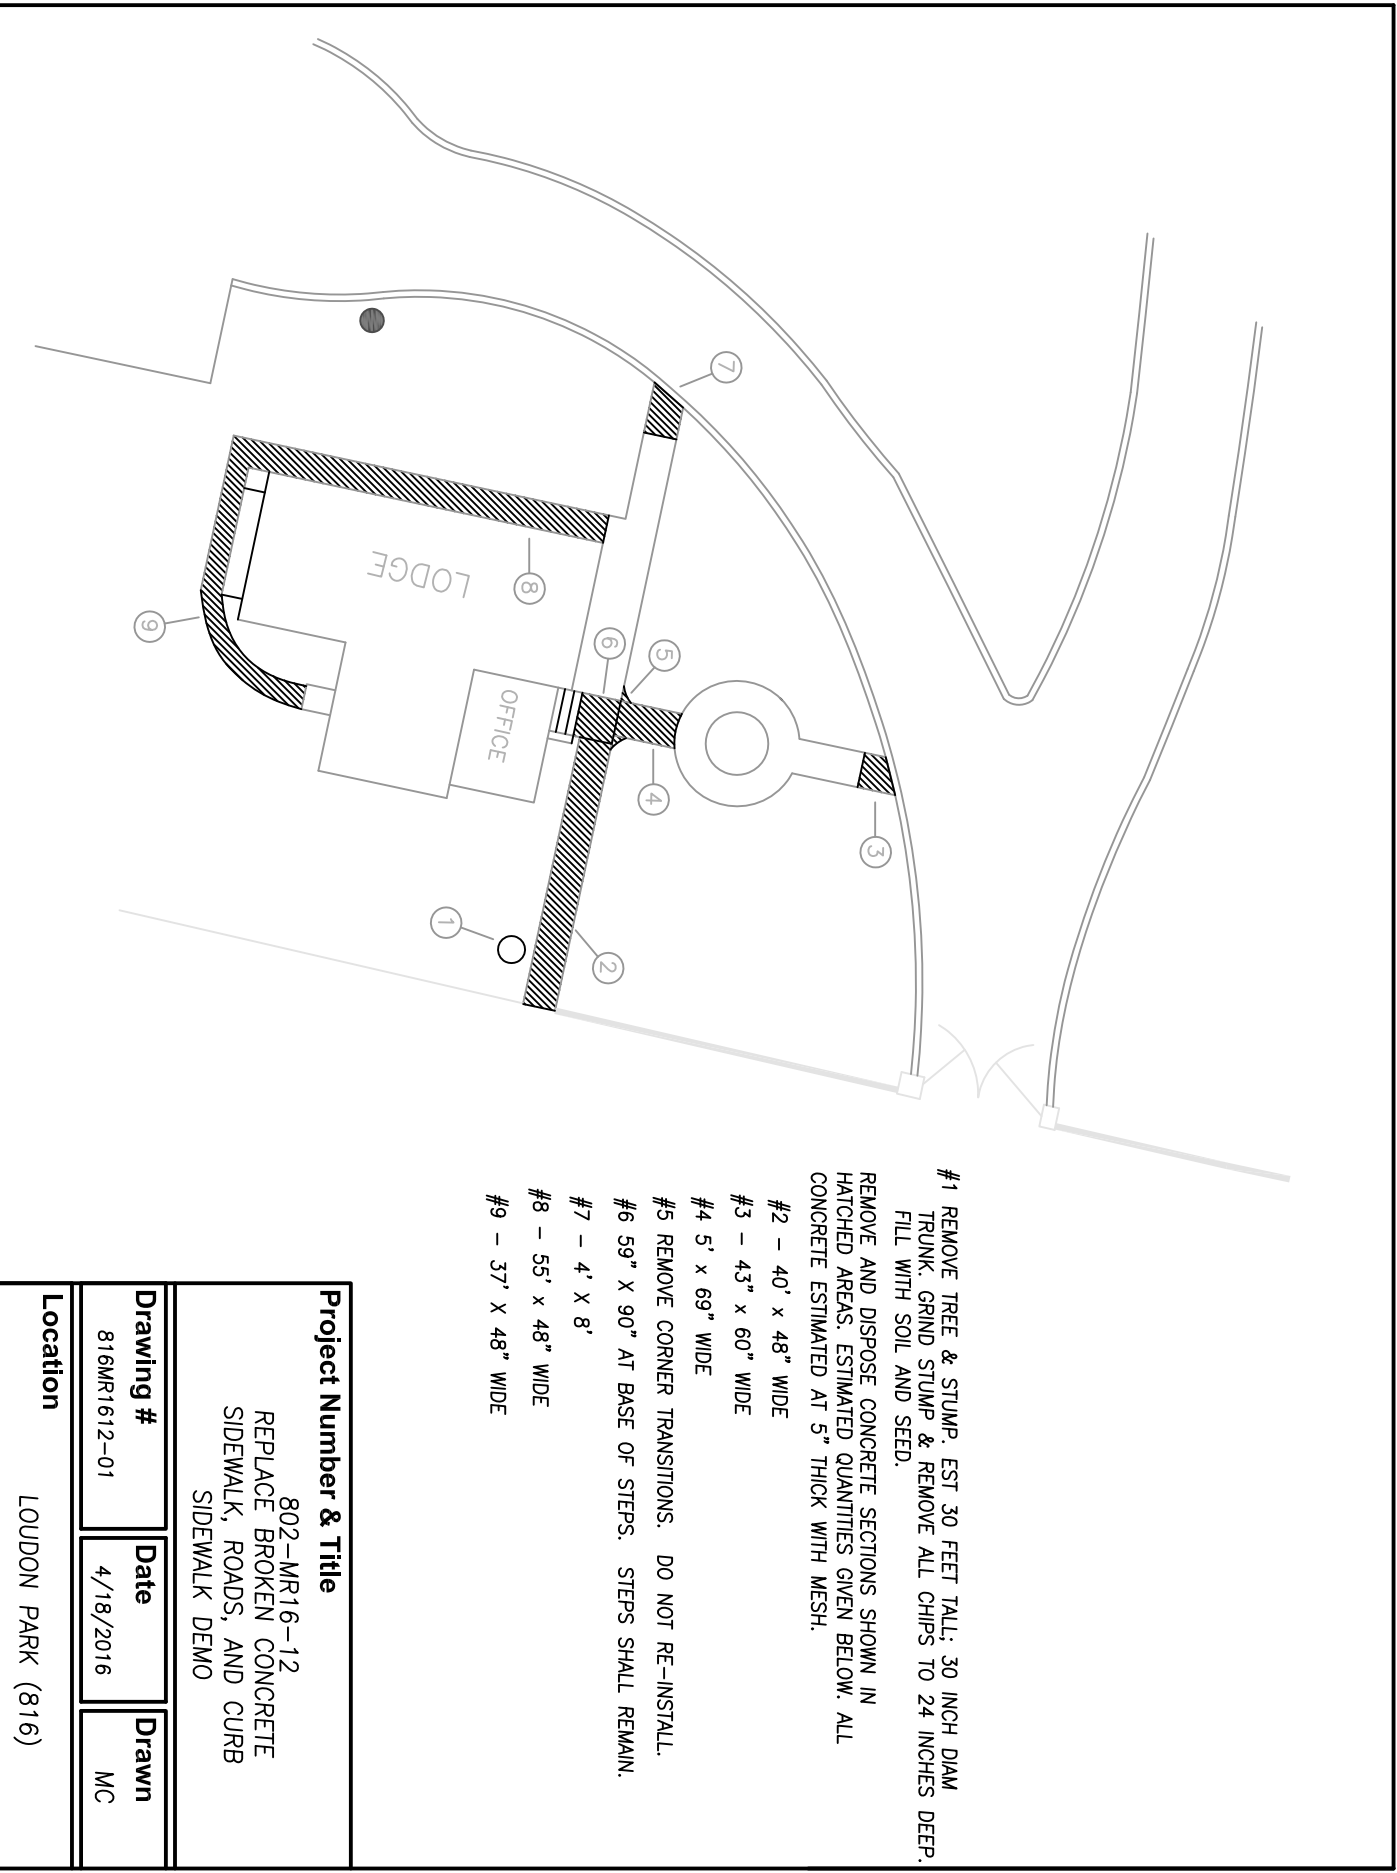 #1 REMOVE TREE & STUMP. EST 30 FEET TALL; 30 INCH DIAM
TRUNK. GRIND STUMP & REMOVE ALL CHIPS TO 24 INCHES DEEP.
FILL WITH SOIL AND SEED.
REMOVE AND DISPOSE CONCRETE SECTIONS SHOWN IN
HATCHED AREAS. ESTIMATED QUANTITIES GIVEN BELOW. ALL
CONCRETE ESTIMATED AT 5" THICK WITH MESH.
#2 - 40' x 48" WIDE
#3 - 43" x 60" WIDE
#4 5' x 69" WIDE
#5 REMOVE CORNER TRANSITIONS. DO NOT RE-INSTALL.
#6 59" X 90" AT BASE OF STEPS. STEPS SHALL REMAIN.
#7 - 4' X 8'
#8 - 55' x 48" WIDE
#9 - 37' X 48" WIDE
7
3
5
4
6
2
8
OFFICE
LODGE
1
9
Project Number & Title
802-MR16-12
REPLACE BROKEN CONCRETE
SIDEWALK, ROADS, AND CURB
SIDEWALK DEMO
Drawing #
816MR1612-01
Date
4/18/2016
Drawn
MC
Location
LOUDON PARK (816)